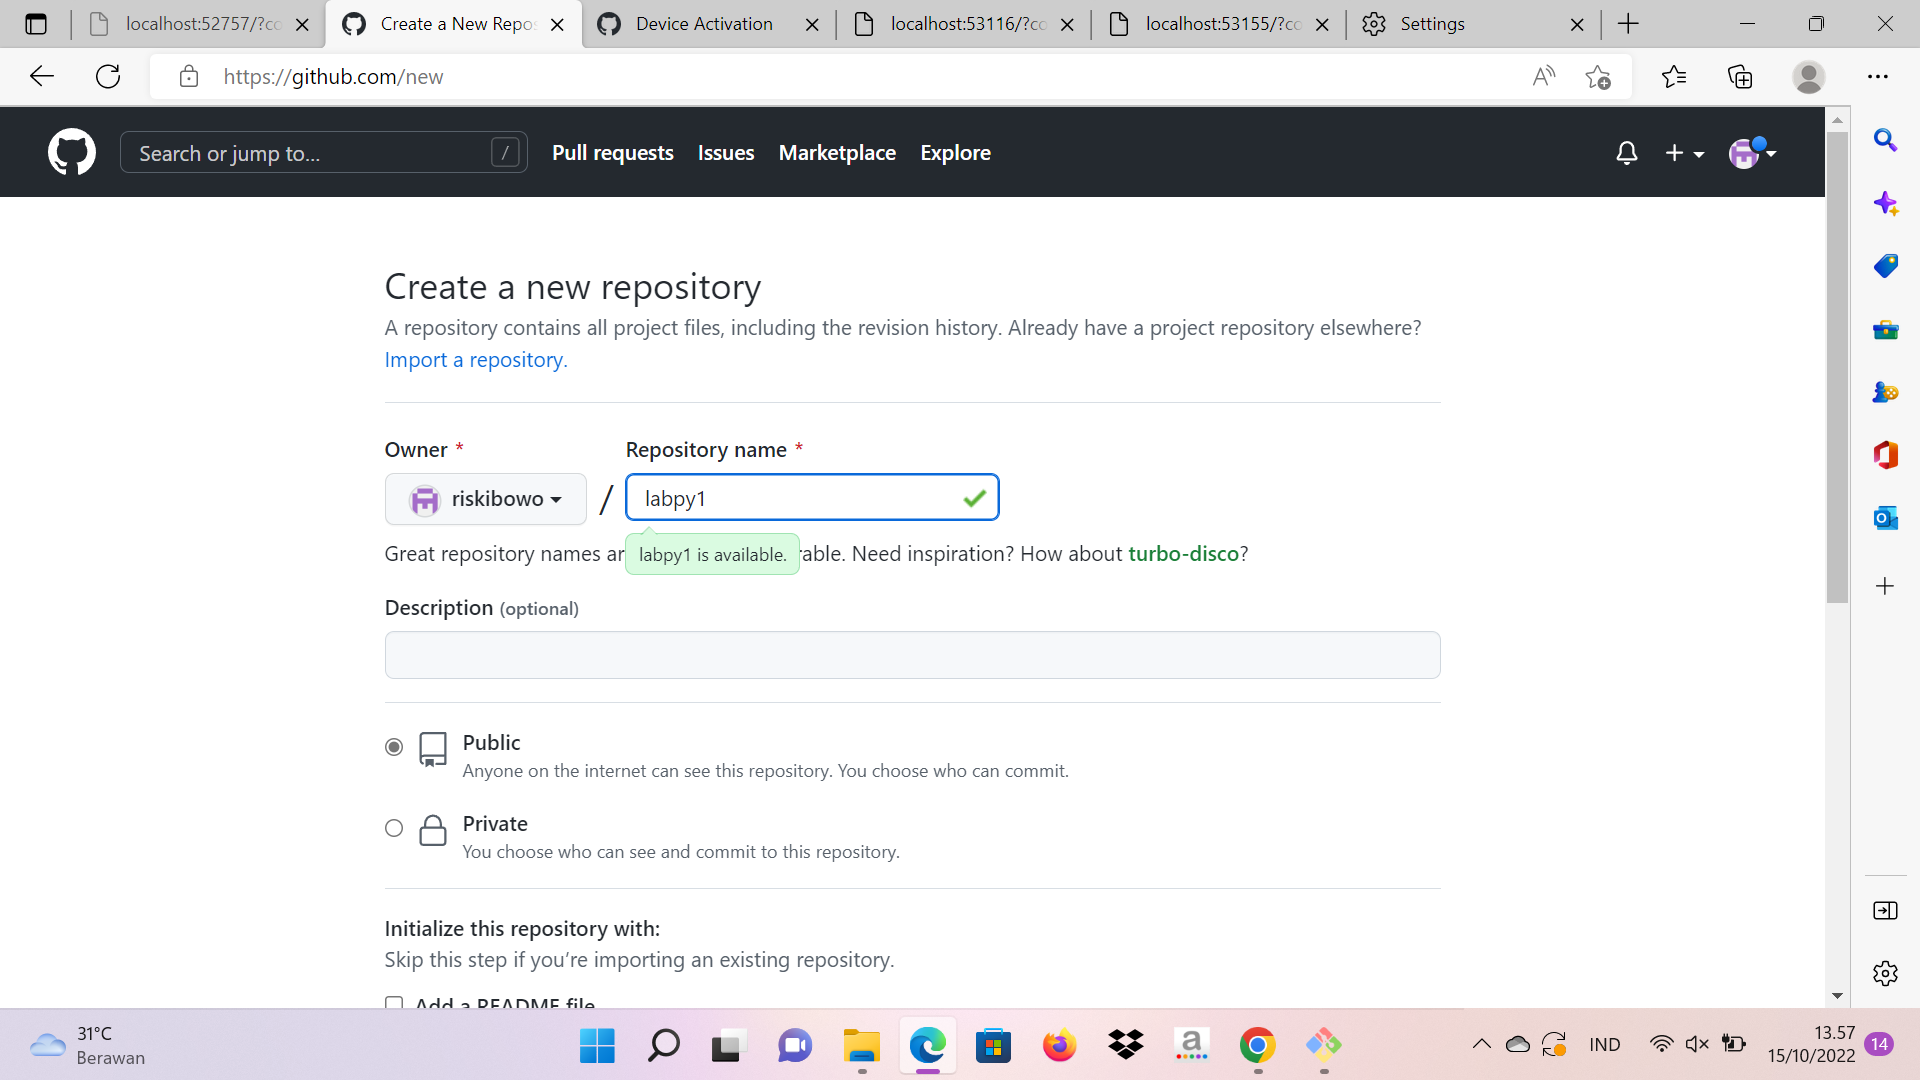 localhost:52757/?co
Create a New Repos
Device Activation
localhost:53116/?co
localhost:53155/?co
Settings
https://github.com/new
Search or jump to...
/
Pull requests
Issues
Marketplace
Explore
Create a new repository
A repository contains all project files, including the revision history. Already have a project repository elsewhere?
Import a repository.
Owner *
Repository name *
riskibowo
/
labpy1
Great repository names ar
labpy1 is available.
able. Need inspiration? How about turbo-disco?
Description (optional)
Public
Anyone on the internet can see this repository. You choose who can commit.
Private
You choose who can see and commit to this repository.
Initialize this repository with:
Skip this step if you’re importing an existing repository.
Add a README file
31°C
Berawan
a
IND
13.57
15/10/2022
14